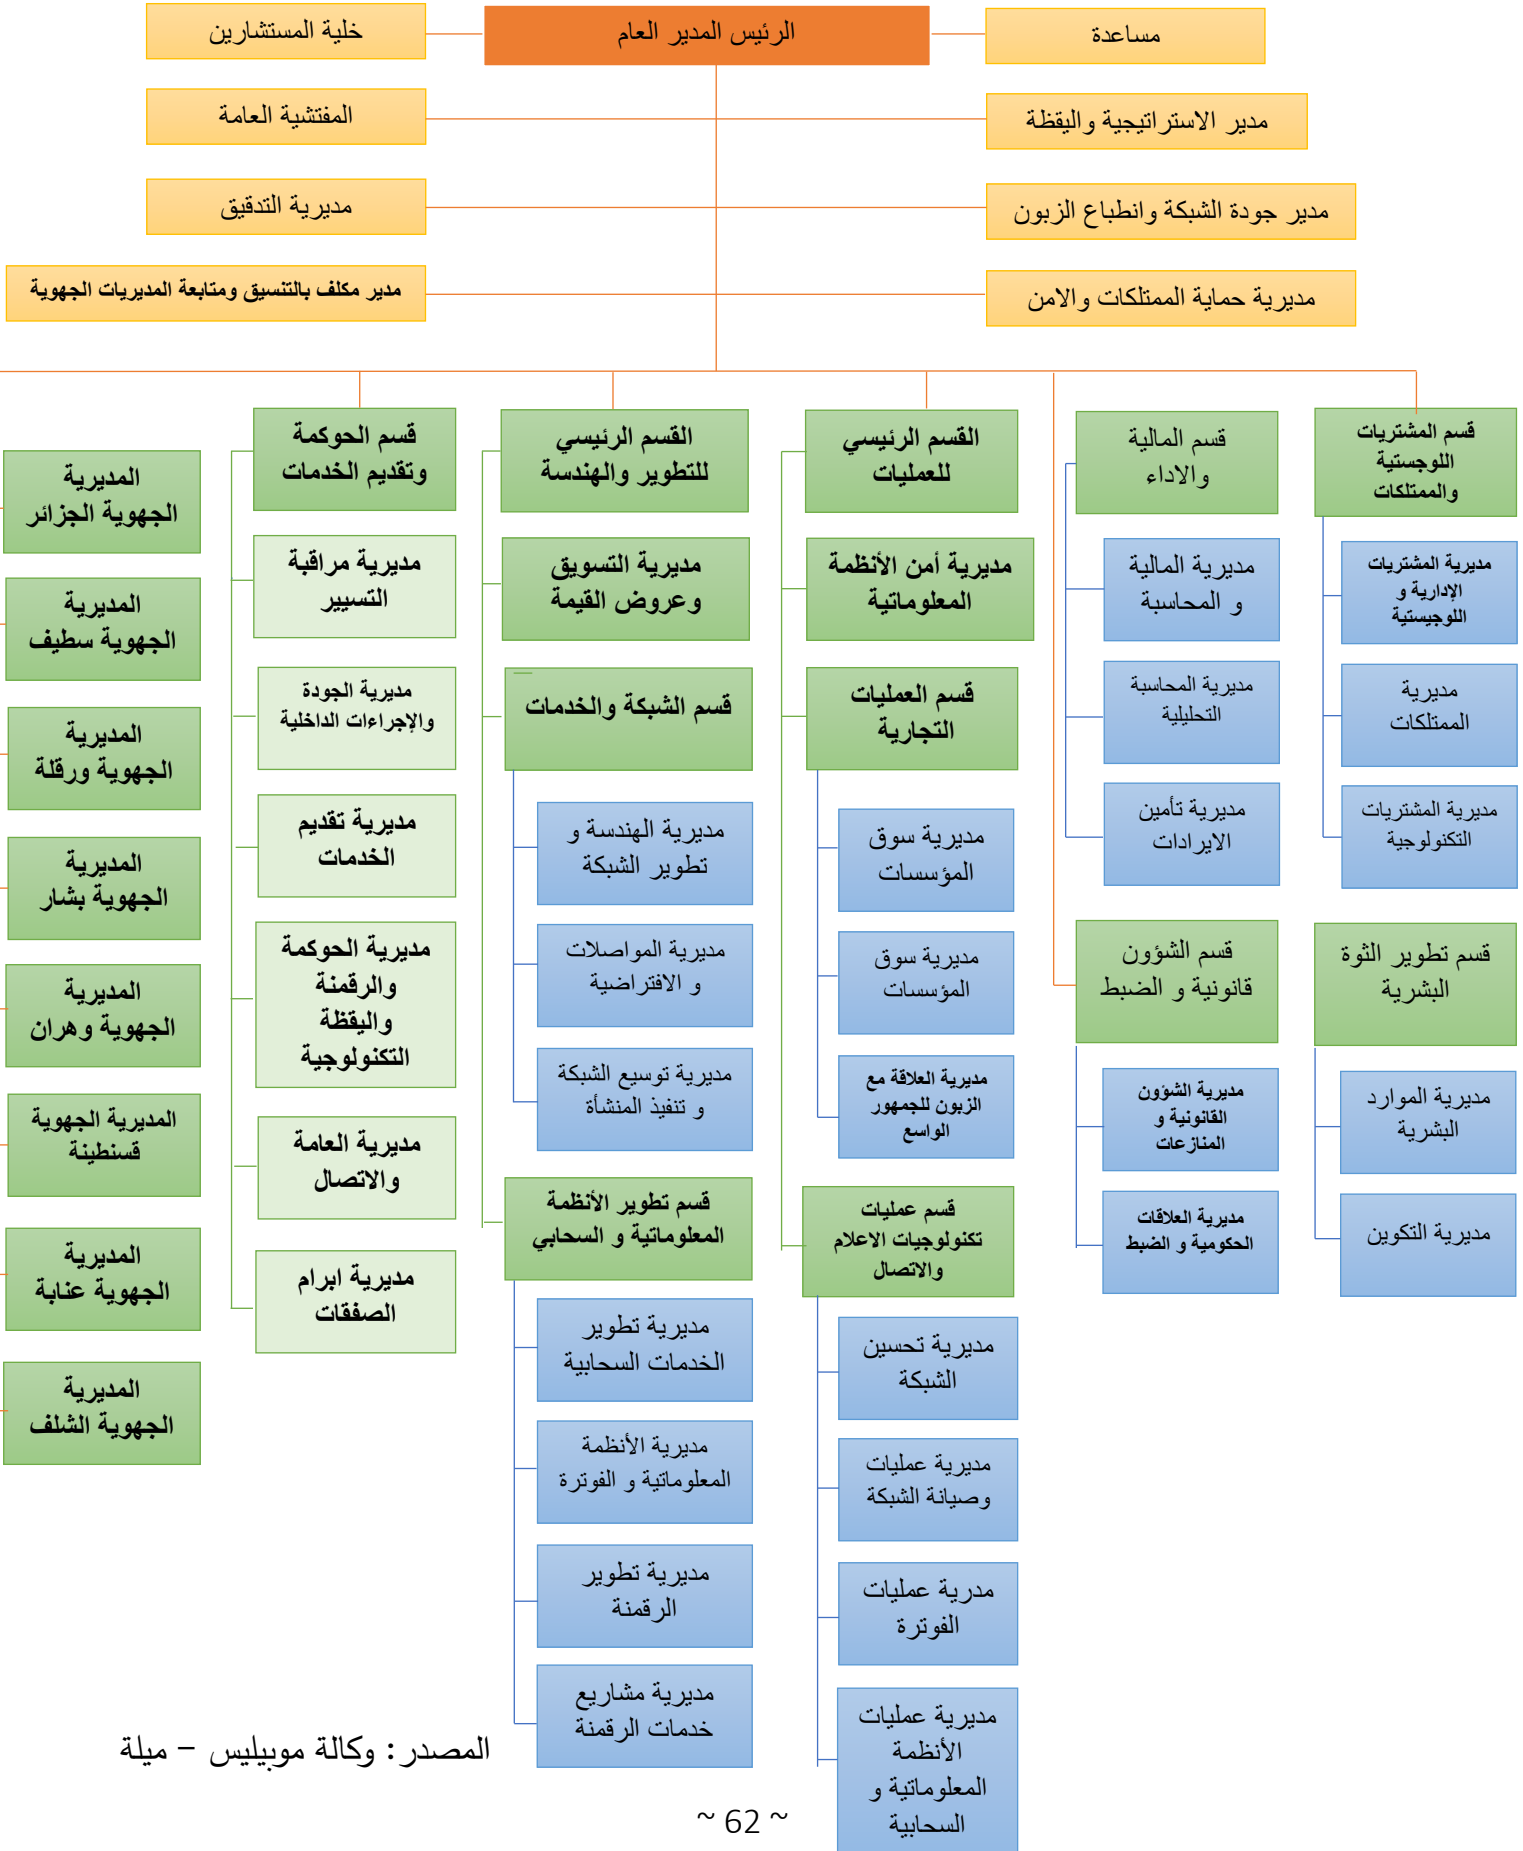 الرئيس المدير العام
مساعدة
خلية المستشارين
مدير الاستراتيجية واليقظة
المفتشية العامة
مدير جودة الشبكة وانطباع الزبون
مديرية التدقيق
مديرية حماية الممتلكات والامن
مدير مكلف بالتنسيق ومتابعة المديريات الجهوية
قسم المشتريات
اللوجستية
والممتلكات
مديرية المشتريات
الإدارية و
اللوجيستية
مديرية
الممتلكات
مديرية المشتريات
التكنولوجية
قسم تطوير الثوة
البشرية
مديرية الموارد
البشرية
مديرية التكوين
قسم المالية
والاداء
مديرية المالية
و المحاسبة
مديرية المحاسبة
التحليلية
مديرية تأمين
الايرادات
قسم الشؤون
قانونية و الضبط
مديرية الشؤون
القانونية و
المنازعات
مديرية العلاقات
الحكومية و الضبط
القسم الرئيسي
للعمليات
مديرية أمن الأنظمة
المعلوماتية
قسم العمليات
التجارية
مديرية سوق
المؤسسات
مديرية سوق
المؤسسات
مديرية العلاقة مع
الزبون للجمهور
الواسع
قسم عمليات
تكنولوجيات الاعلام
والاتصال
مديرية تحسين
الشبكة
مديرية عمليات
وصيانة الشبكة
مدرية عمليات
الفوترة
مديرية عمليات
الأنظمة
المعلوماتية و
السحابية
القسم الرئيسي
للتطوير والهندسة
مديرية التسويق
وعروض القيمة
قسم الشبكة والخدمات
مديرية الهندسة و
تطوير الشبكة
مديرية المواصلات
و الافتراضية
مديرية توسيع الشبكة
و تنفيذ المنشأة
قسم تطوير الأنظمة
المعلوماتية و السحابي
مديرية تطوير
الخدمات السحابية
مديرية الأنظمة
المعلوماتية و الفوترة
مديرية تطوير
الرقمنة
مديرية مشاريع
خدمات الرقمنة
قسم الحوكمة
وتقديم الخدمات
مديرية مراقبة
التسيير
مديرية الجودة
والإجراءات الداخلية
مديرية تقديم
الخدمات
مديرية الحوكمة
والرقمنة
واليقظة
التكنولوجية
مديرية العامة
والاتصال
مديرية ابرام
الصفقات
المديرية
الجهوية الجزائر
المديرية
الجهوية سطيف
المديرية
الجهوية ورقلة
المديرية
الجهوية بشار
المديرية
الجهوية وهران
المديرية الجهوية
قسنطينة
المديرية
الجهوية عنابة
المديرية
الجهوية الشلف
المصدر: وكالة موبيليس – ميلة
~ 62 ~